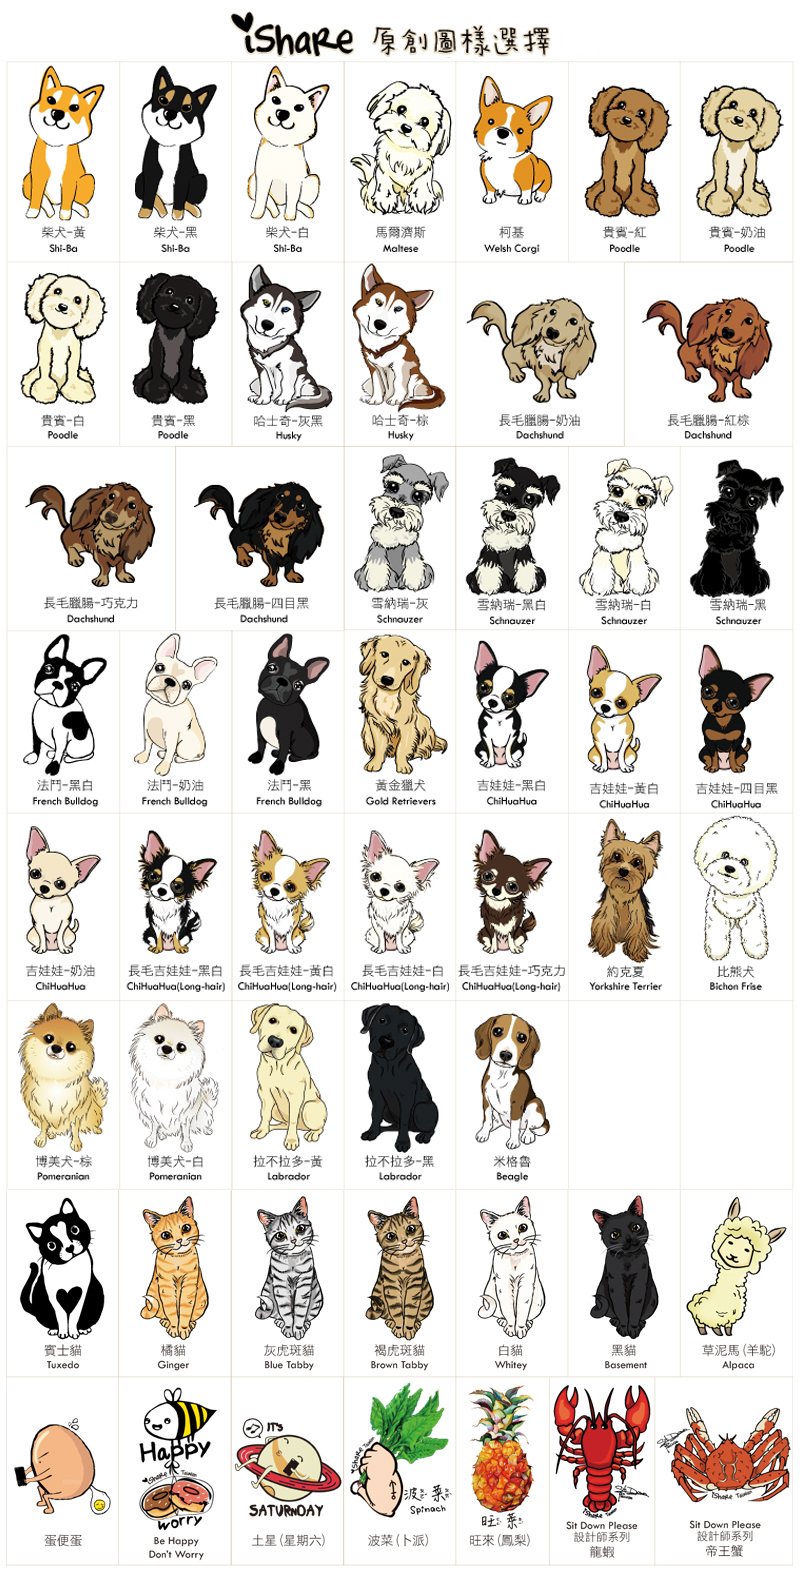 iShaRe 原創圖樣選擇
柴犬-黃
Shi-Ba
柴犬-黑
Shi-Ba
柴犬-白
Shi-Ba
馬爾濟斯
Maltese
柯基
Welsh Corgi
貴賓-紅
Poodle
貴賓-奶油
Poodle
貴賓-白
Poodle
貴賓-黑
Poodle
哈士奇-灰黑
Husky
哈士奇-棕
Husky
長毛臘腸-奶油
Dachshund
長毛臘腸-紅棕
Dachshund
長毛臘腸-巧克力
Dachshund
長毛臘腸-四目黑
Dachshund
雪納瑞-灰
Schnauzer
雪納瑞-黑白
Schnauzer
雪納瑞-白
Schnauzer
雪納瑞-黑
Schnauzer
法鬥-黑白
French Bulldog
法鬥-奶油
French Bulldog
法鬥-黑
French Bulldog
黃金獵犬
Gold Retrievers
吉娃娃-黑白
ChiHuaHua
吉娃娃-黃白
ChiHuaHua
吉娃娃-四目黑
ChiHuaHua
吉娃娃-奶油
ChiHuaHua
長毛吉娃娃-黑白
ChiHuaHua(Long-hair)
長毛吉娃娃-黃白
ChiHuaHua(Long-hair)
長毛吉娃娃-白
ChiHuaHua(Long-hair)
長毛吉娃娃-巧克力
ChiHuaHua(Long-hair)
約克夏
Yorkshire Terrier
比熊犬
Bichon Frise
博美犬-棕
Pomeranian
博美犬-白
Pomeranian
拉不拉多-黃
Labrador
拉不拉多-黑
Labrador
米格魯
Beagle
賓士貓
Tuxedo
橘貓
Ginger
灰虎斑貓
Blue Tabby
褐虎斑貓
Brown Tabby
白貓
Whitey
黑貓
Basement
草泥馬(羊駝)
Alpaca
蛋便蛋
Happy
iShare Taiwan
worry
Be Happy
Don't Worry
IT's
SATURNDAY
土星(星期六)
iShare Taiwan
波菜
Spinach
波菜(卜派)
旺萊
旺來(鳳梨)
iShare Taiwan
Sit Down Please
設計師系列
龍蝦
iShare Taiwan
Sit Down Please
設計師系列
帝王蟹